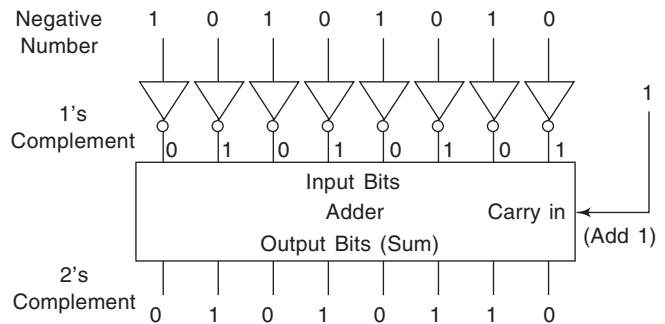 Negative Number 1 0 1 0 1 0 1 0
1's Complement 0 1 0 1 0 1 0 1
1
Input Bits
Adder
Carry in
(Add 1)
Output Bits (Sum)
2's Complement
0 1 0 1 0 1 1 0